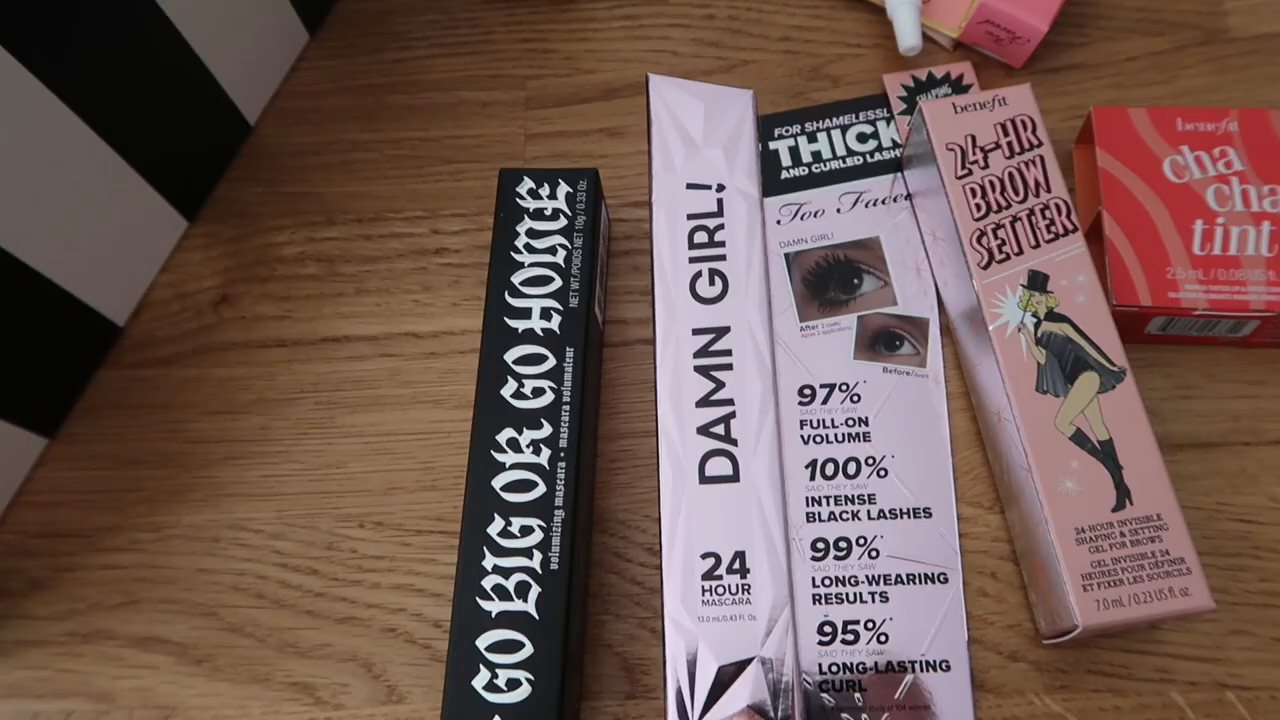 GO BIG OR GO HOME
volumizing mascara • mascara volumateur
NET WT./POIDS NET 10g / 0.33 Oz.
DAMN GIRL!
24
HOUR
MASCARA
13.0 mL/0.43 Fl. Oz.
FOR SHAMELESSL
THICK
AND CURLED LASH
Too Faced
DAMN GIRL!
After 2 coats/
Before/Avant
97%*
SAID THEY SAW
FULL-ON
VOLUME
100%*
SAID THEY SAW
INTENSE
BLACK LASHES
99%*
SAID THEY SAW
LONG-WEARING
RESULTS
95%*
SAID THEY SAW
LONG-LASTING
CURL
SHAPING
benefit
24-HR
BROW
SETTER
24-HOUR INVISIBLE
SHAPING & SETTING
GEL FOR BROWS
GEL INVISIBLE 24
HEURES POUR DÉFINIR
ET FIXER LES SOURCILS
7.0 mL / 0.23 US fl. oz.
benefit
cha
cha
tint
2.5 mL / 0.08 US fl.